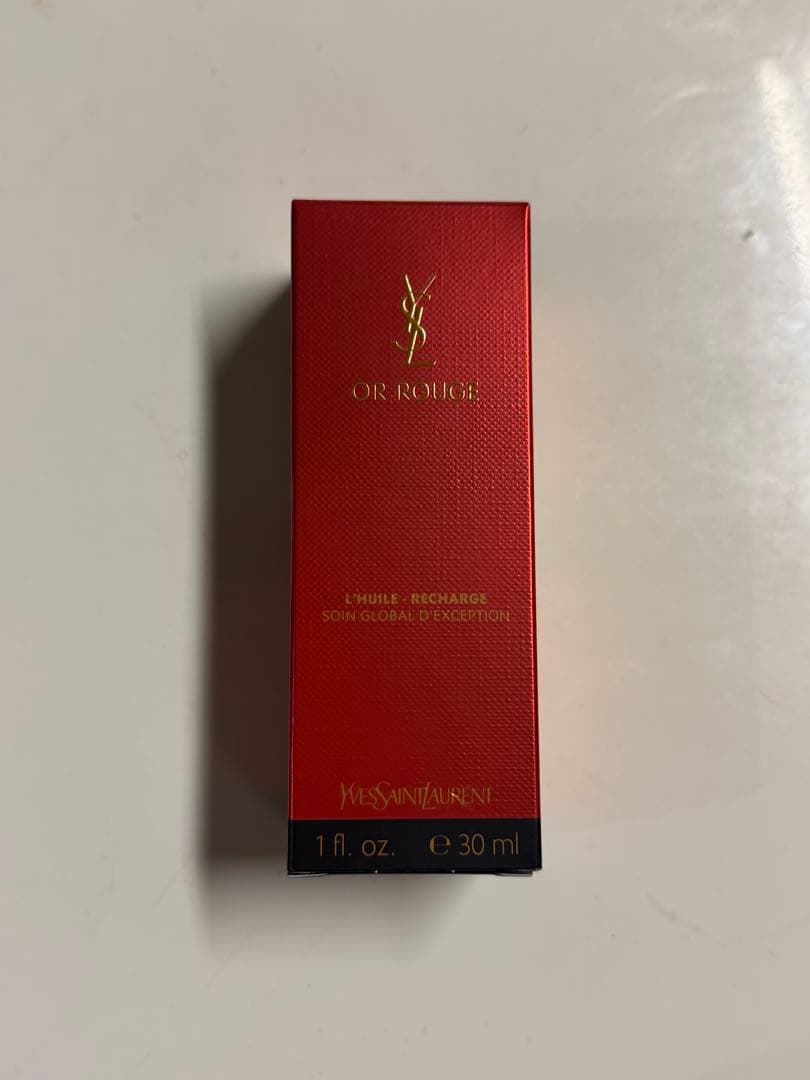 YSL
OR ROUGE
L'HUILE - RECHARGE
SOIN GLOBAL D'EXCEPTION
YVESSAINTLAURENT
1 fl. oz. ℮ 30 ml